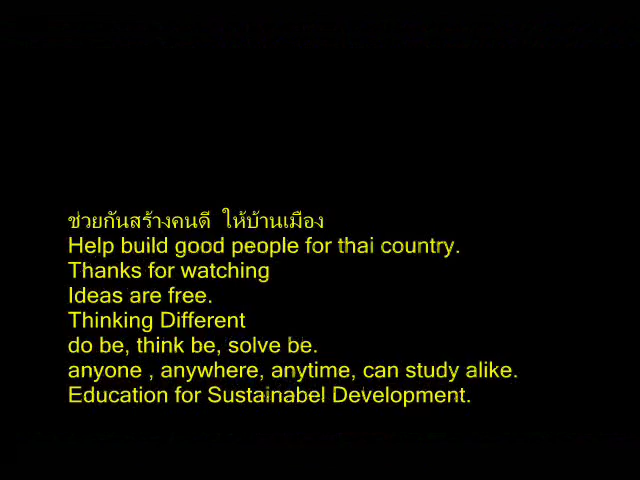 ช่วยกันสร้างคนดี ให้บ้านเมือง
Help build good people for thai country.
Thanks for watching
Ideas are free.
Thinking Different
do be, think be, solve be.
anyone , anywhere, anytime, can study alike.
Education for Sustainabel Development.